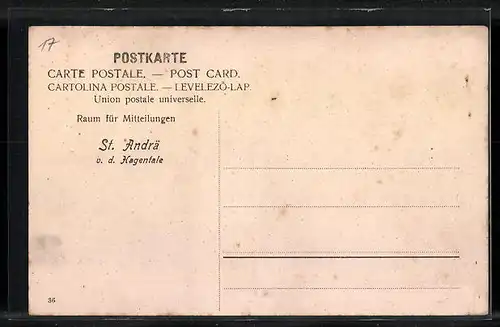 17
POSTKARTE
CARTE POSTALE. — POST CARD.
CARTOLINA POSTALE. — LEVELEZŐ-LAP.
Union postale universelle.
Raum für Mitteilungen
St. Andrä
v. d. Hagentale
36